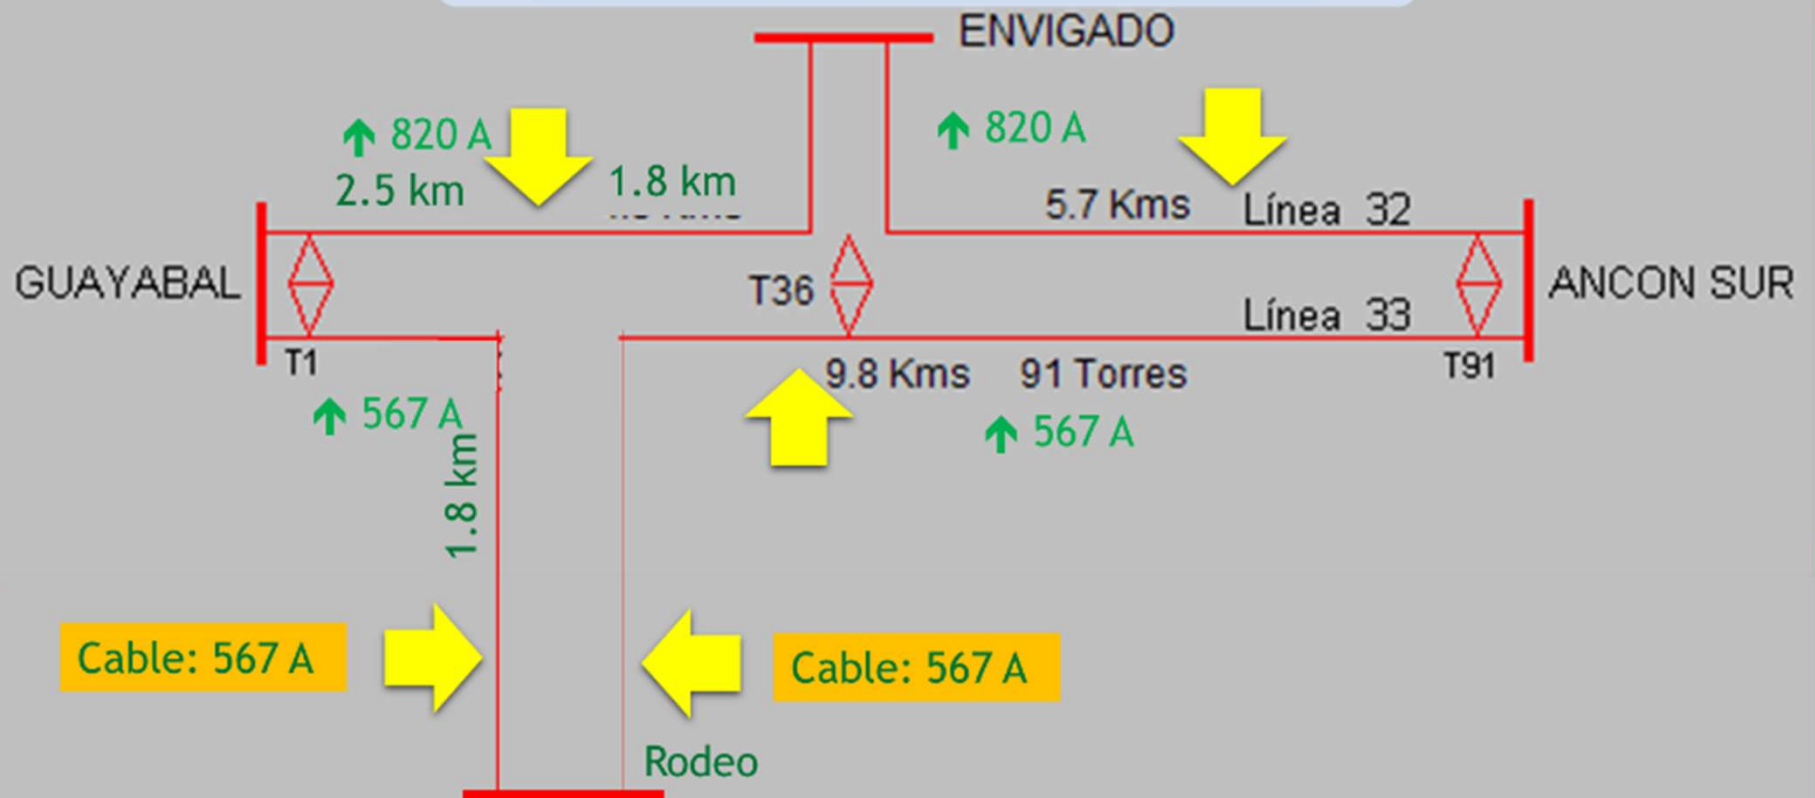 ENVIGADO
820 A
820 A
2.5 km
1.8 km
5.7 Kms
Línea 32
GUAYABAL
T36
ANCON SUR
Línea 33
T1
9.8 Kms
91 Torres
T91
567 A
567 A
1.8 km
Cable: 567 A
Cable: 567 A
Rodeo